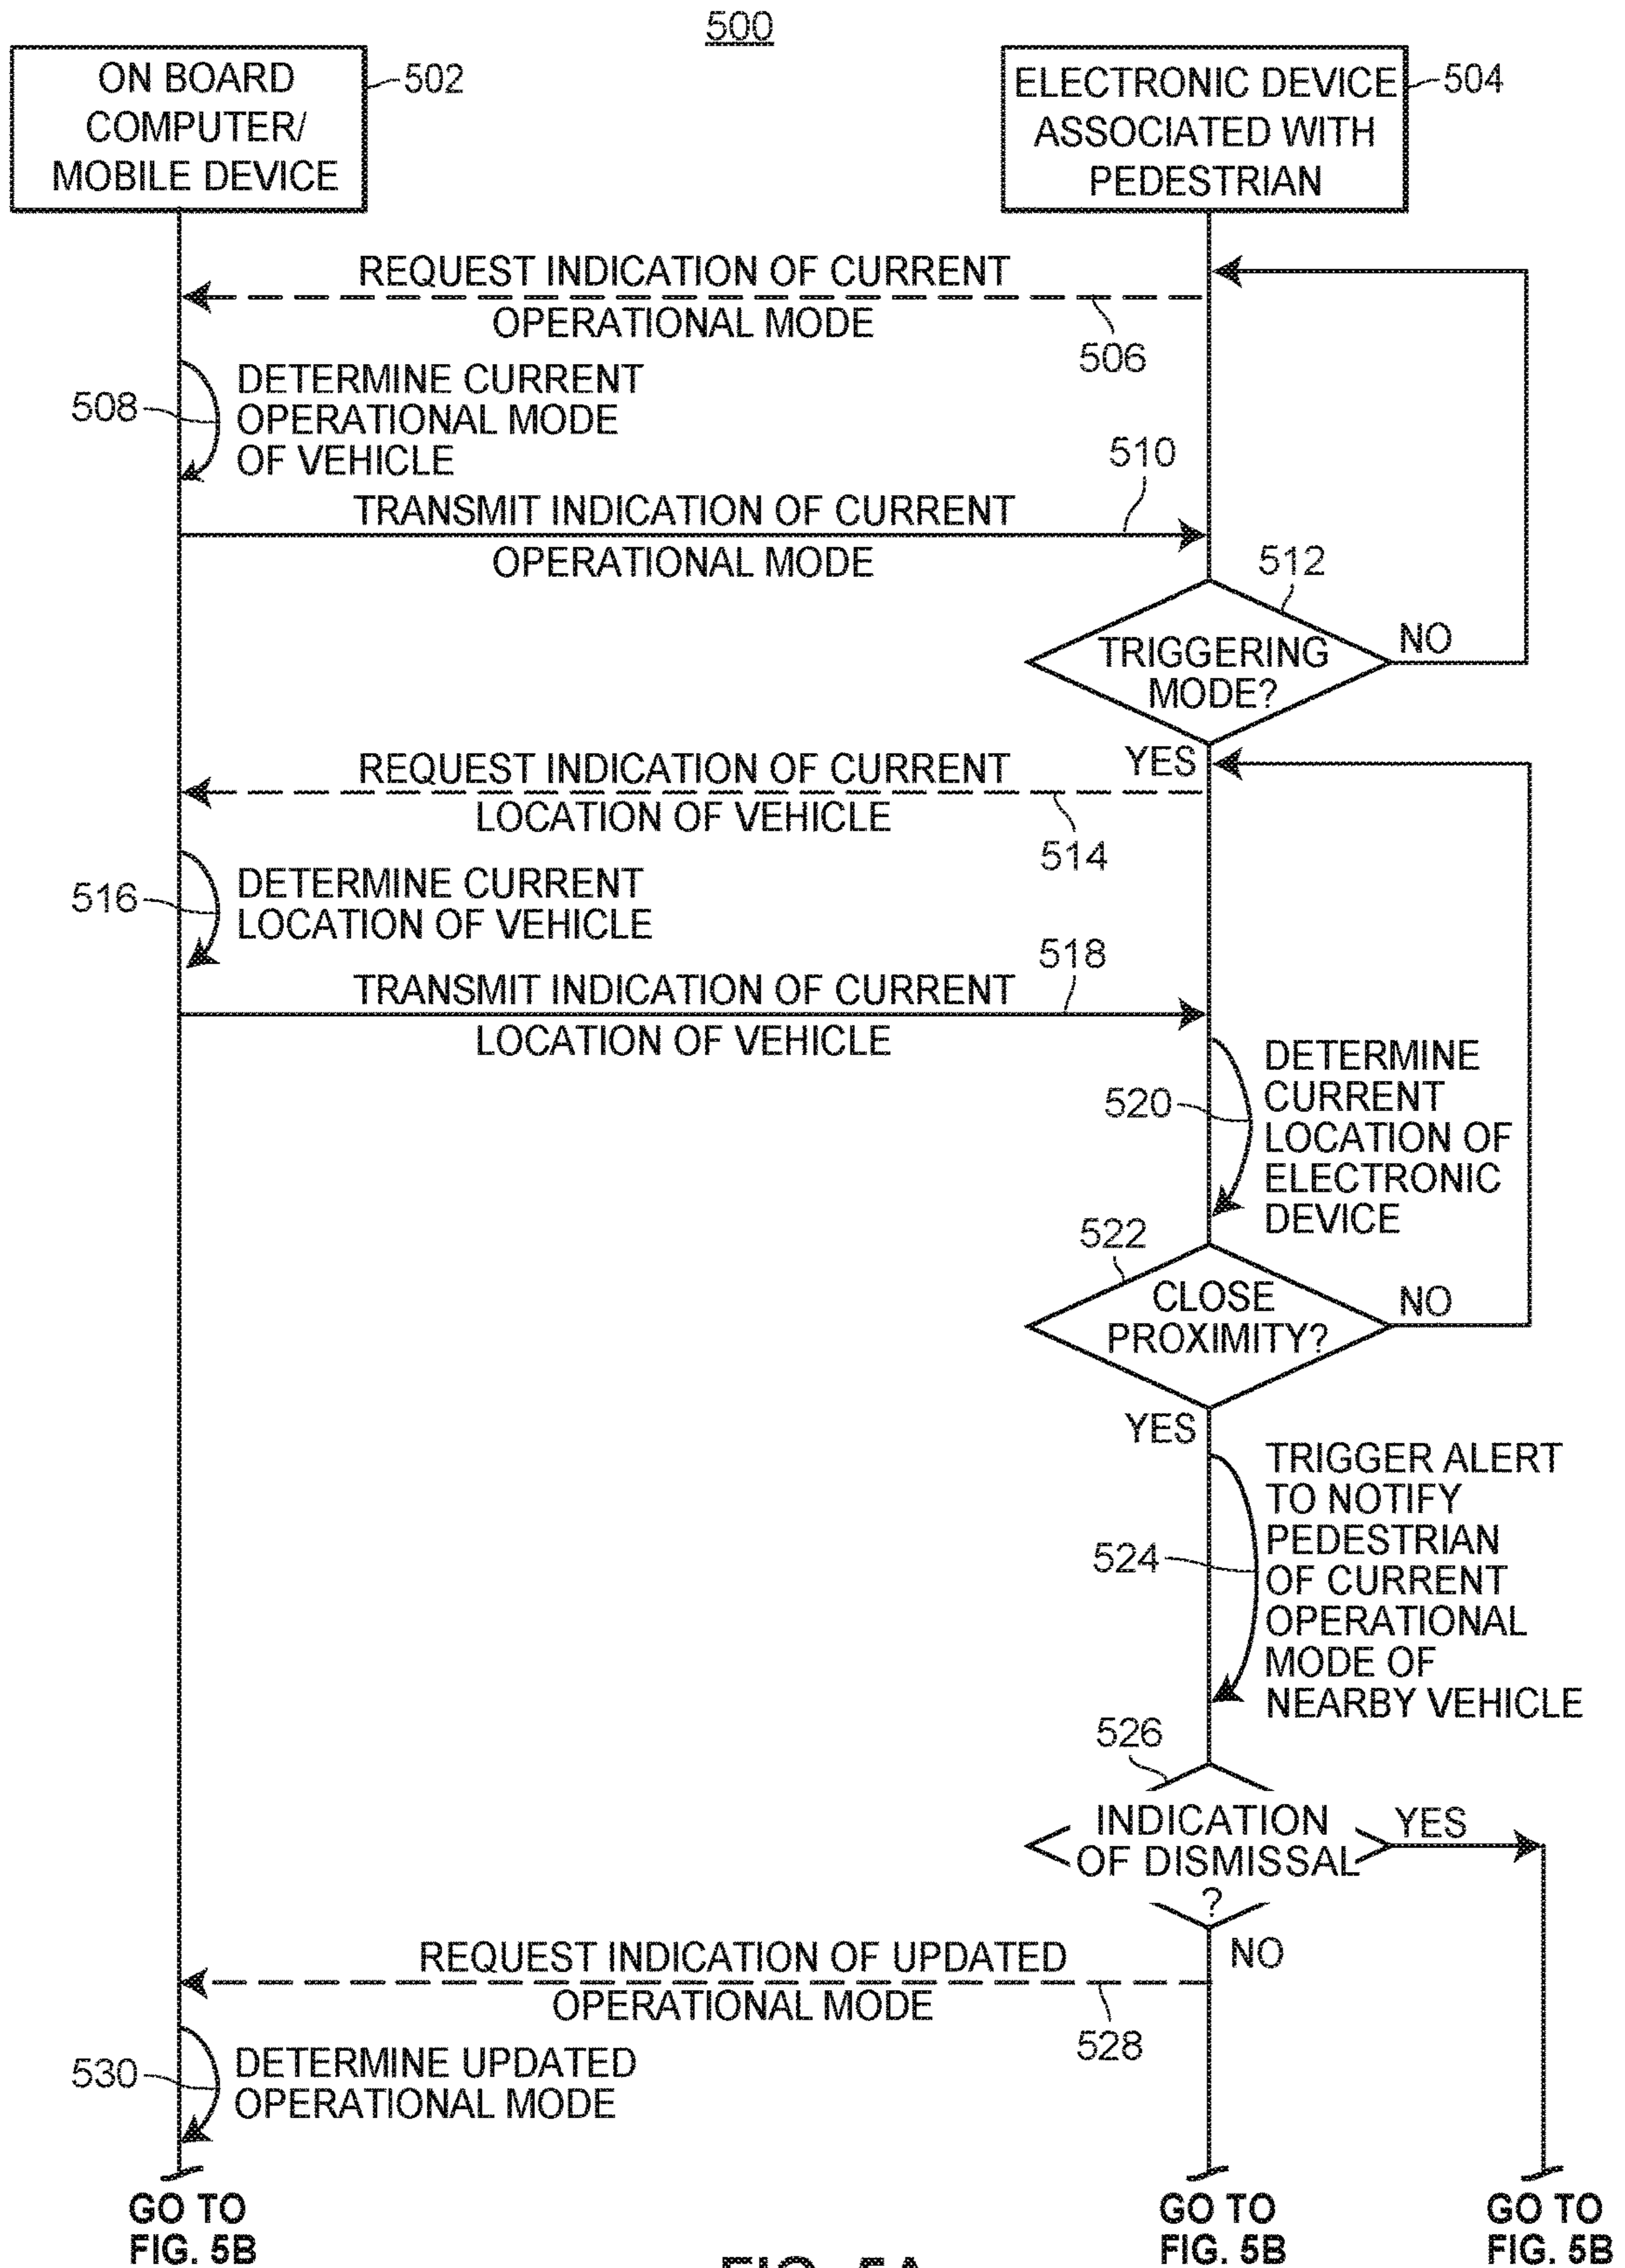 500
ON BOARD
COMPUTER/
MOBILE DEVICE
502
ELECTRONIC DEVICE
ASSOCIATED WITH
PEDESTRIAN
504
REQUEST INDICATION OF CURRENT
OPERATIONAL MODE
506
508
DETERMINE CURRENT
OPERATIONAL MODE
OF VEHICLE
510
TRANSMIT INDICATION OF CURRENT
OPERATIONAL MODE
512
TRIGGERING
MODE?
NO
YES
REQUEST INDICATION OF CURRENT
LOCATION OF VEHICLE
514
516
DETERMINE CURRENT
LOCATION OF VEHICLE
518
TRANSMIT INDICATION OF CURRENT
LOCATION OF VEHICLE
520
DETERMINE
CURRENT
LOCATION OF
ELECTRONIC
DEVICE
522
CLOSE
PROXIMITY?
NO
YES
524
TRIGGER ALERT
TO NOTIFY
PEDESTRIAN
OF CURRENT
OPERATIONAL
MODE OF
NEARBY VEHICLE
526
INDICATION
OF DISMISSAL
?
YES
NO
REQUEST INDICATION OF UPDATED
OPERATIONAL MODE
528
530
DETERMINE UPDATED
OPERATIONAL MODE
GO TO
FIG. 5B
GO TO
FIG. 5B
GO TO
FIG. 5B
FIG. 5A